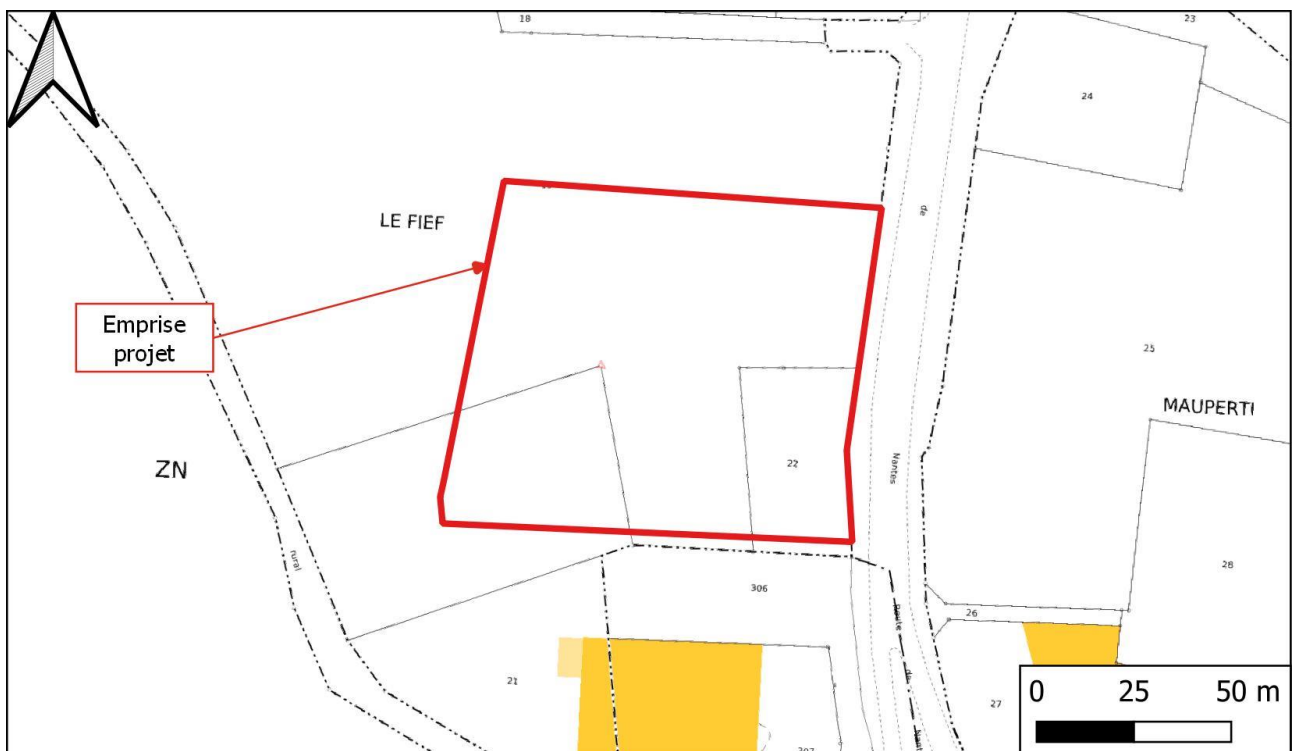 18
23
24
de
LE FIEF
Emprise
projet
25
MAUPERTI
22
ZN
Nantes
rural
28
306
26
Route
21
de
27
0 25 50 m